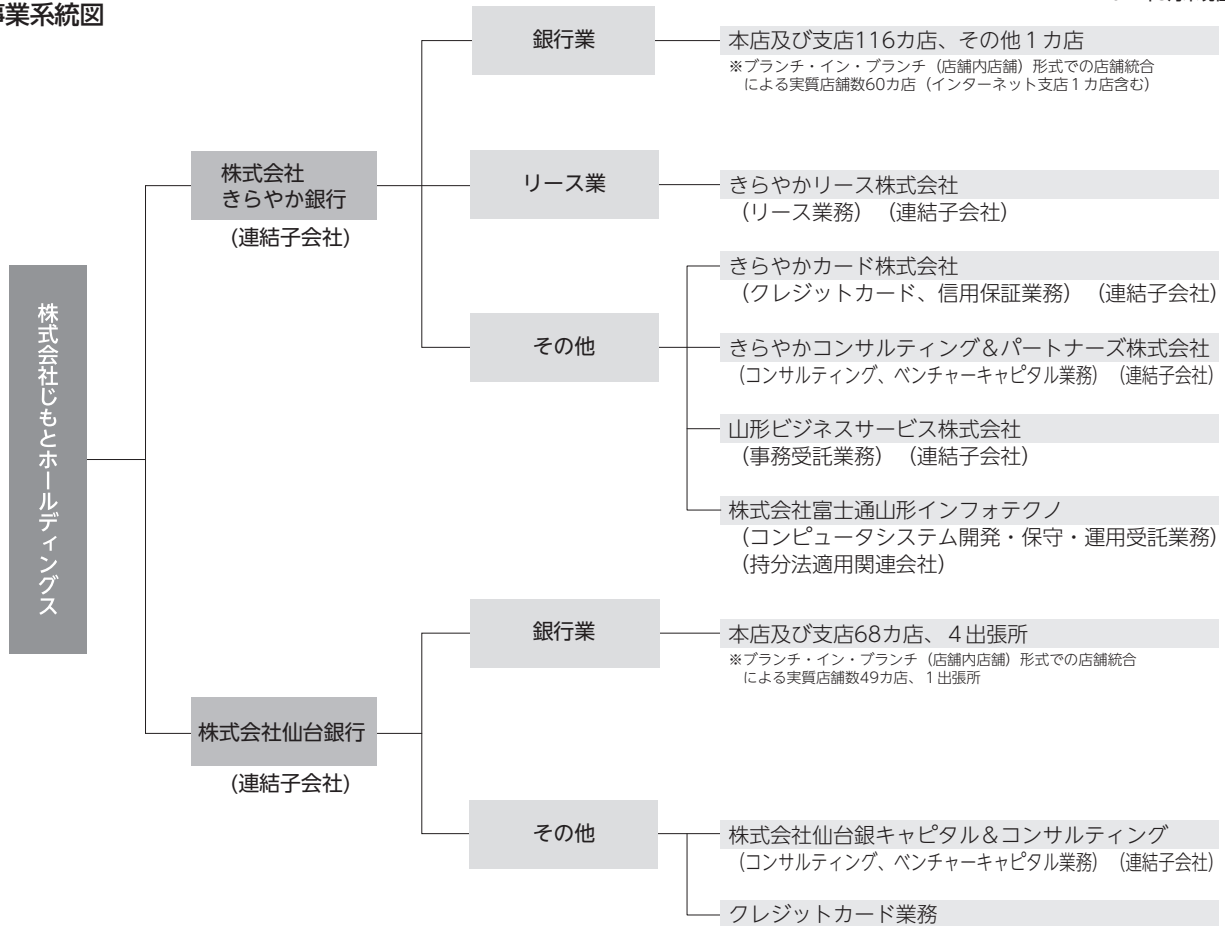 事業系統図
株式会社じもとホールディングス
株式会社
きらやか銀行
(連結子会社)
銀行業
本店及び支店116カ店、その他1カ店
※ブランチ・イン・ブランチ（店舗内店舗）形式での店舗統合
による実質店舗数60カ店（インターネット支店1カ店含む）
リース業
きらやかリース株式会社
（リース業務）（連結子会社）
その他
きらやかカード株式会社
（クレジットカード、信用保証業務）（連結子会社）
きらやかコンサルティング＆パートナーズ株式会社
（コンサルティング、ベンチャーキャピタル業務）（連結子会社）
山形ビジネスサービス株式会社
（事務受託業務）（連結子会社）
株式会社富士通山形インフォテクノ
（コンピュータシステム開発・保守・運用受託業務）
（持分法適用関連会社）
株式会社仙台銀行
(連結子会社)
銀行業
本店及び支店68カ店、4出張所
※ブランチ・イン・ブランチ（店舗内店舗）形式での店舗統合
による実質店舗数49カ店、1出張所
その他
株式会社仙台銀キャピタル＆コンサルティング
（コンサルティング、ベンチャーキャピタル業務）（連結子会社）
クレジットカード業務